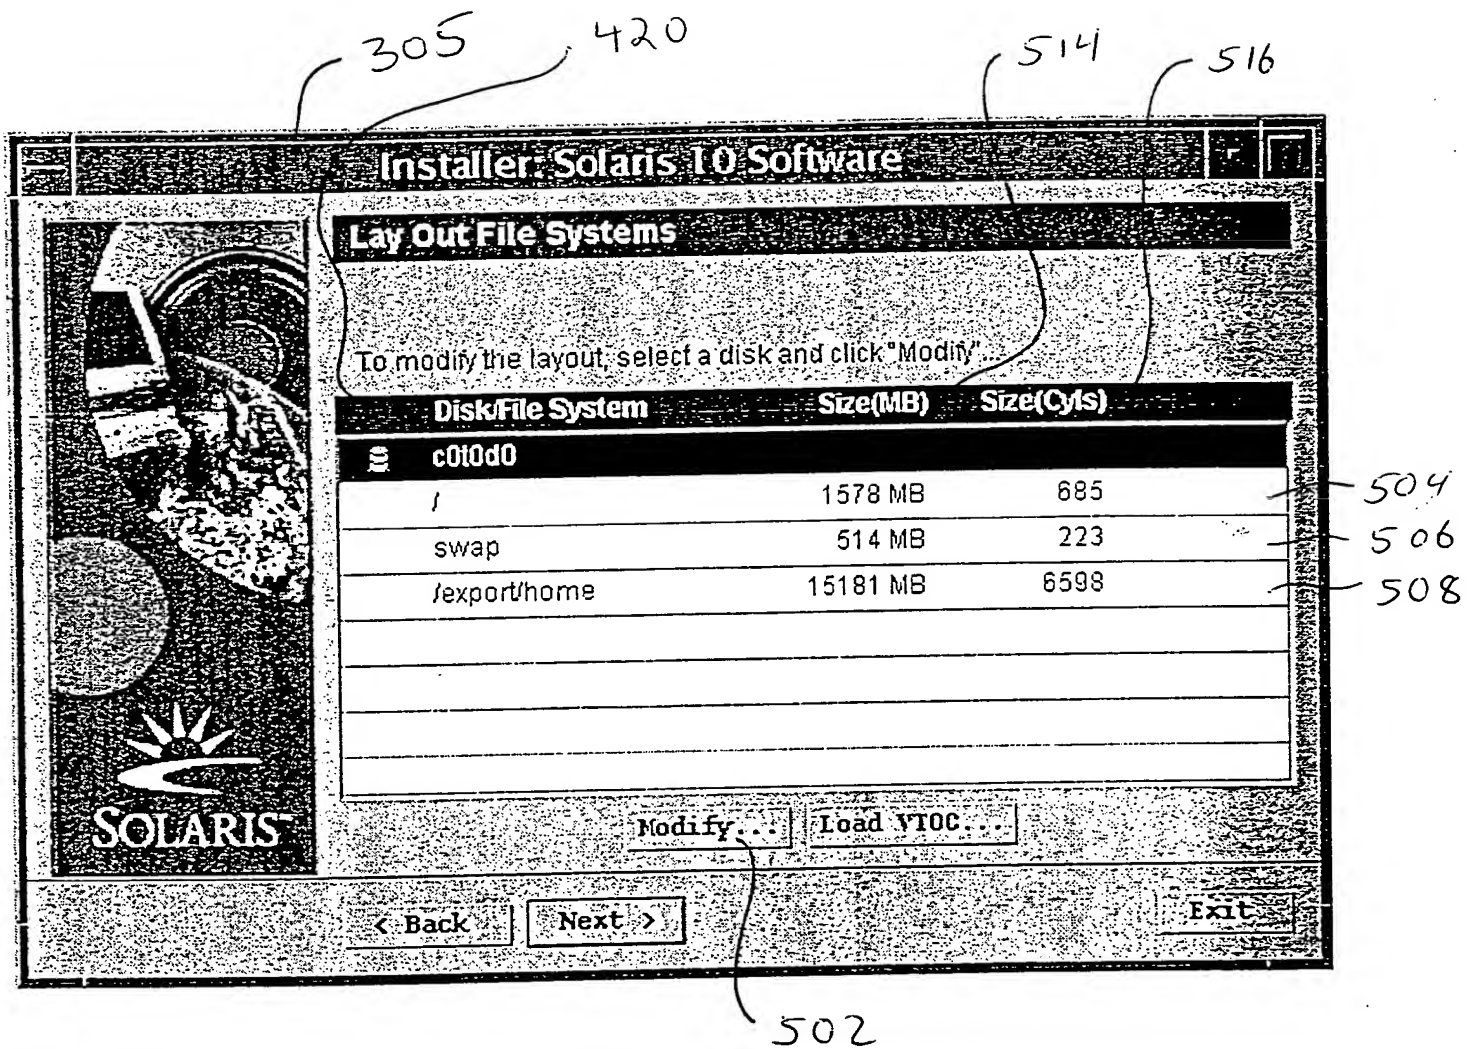 305 420 514 516
Installer: Solaris 10 Software
Lay Out File Systems
To modify the layout, select a disk and click "Modify"...
Disk/File System Size(MB) Size(Cyls)
c0t0d0
/ 1578 MB 685 504
swap 514 MB 223 506
/export/home 15181 MB 6598 508
SOLARIS
Modify... Load VTOC...
< Back Next > Exit
502